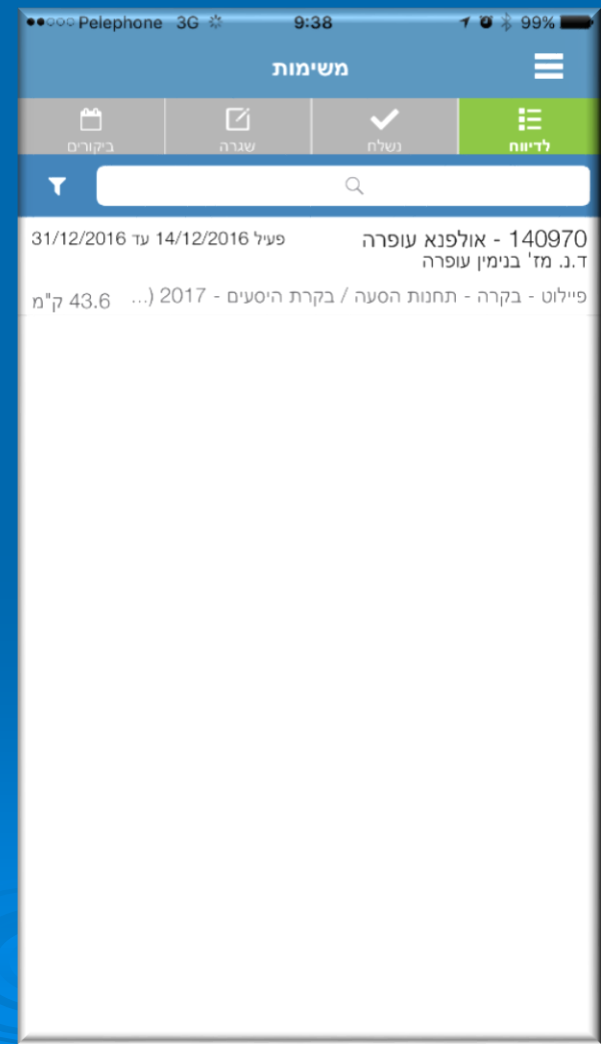 Pelephone 3G 9:38 99%
משימות
לדיווח
נשלח
שגרה
ביקורים
140970 - אולפנא עופרה
פעיל 14/12/2016 עד 31/12/2016
ד.נ. מז' בנימין עופרה
פיילוט - בקרה - תחנות הסעה / בקרת היסעים - 2017 (...
43.6 ק"מ